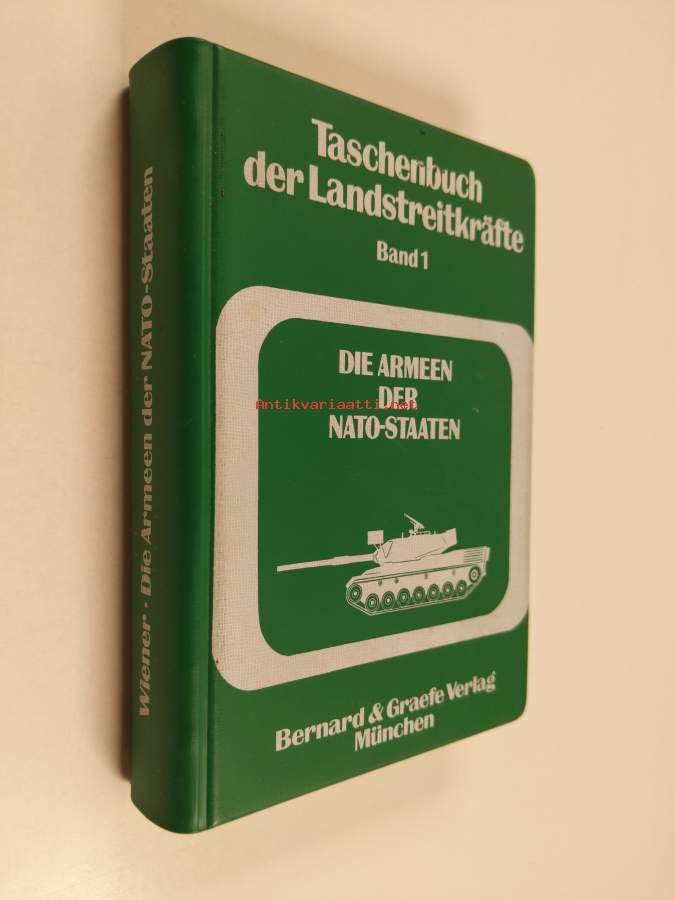 Taschenbuch
der Landstreitkräfte
Band 1
DIE ARMEEN
DER
NATO-STAATEN
Antikvariaatti.net
Bernard & Graefe Verlag
München
Wiener · Die Armeen der NATO-Staaten